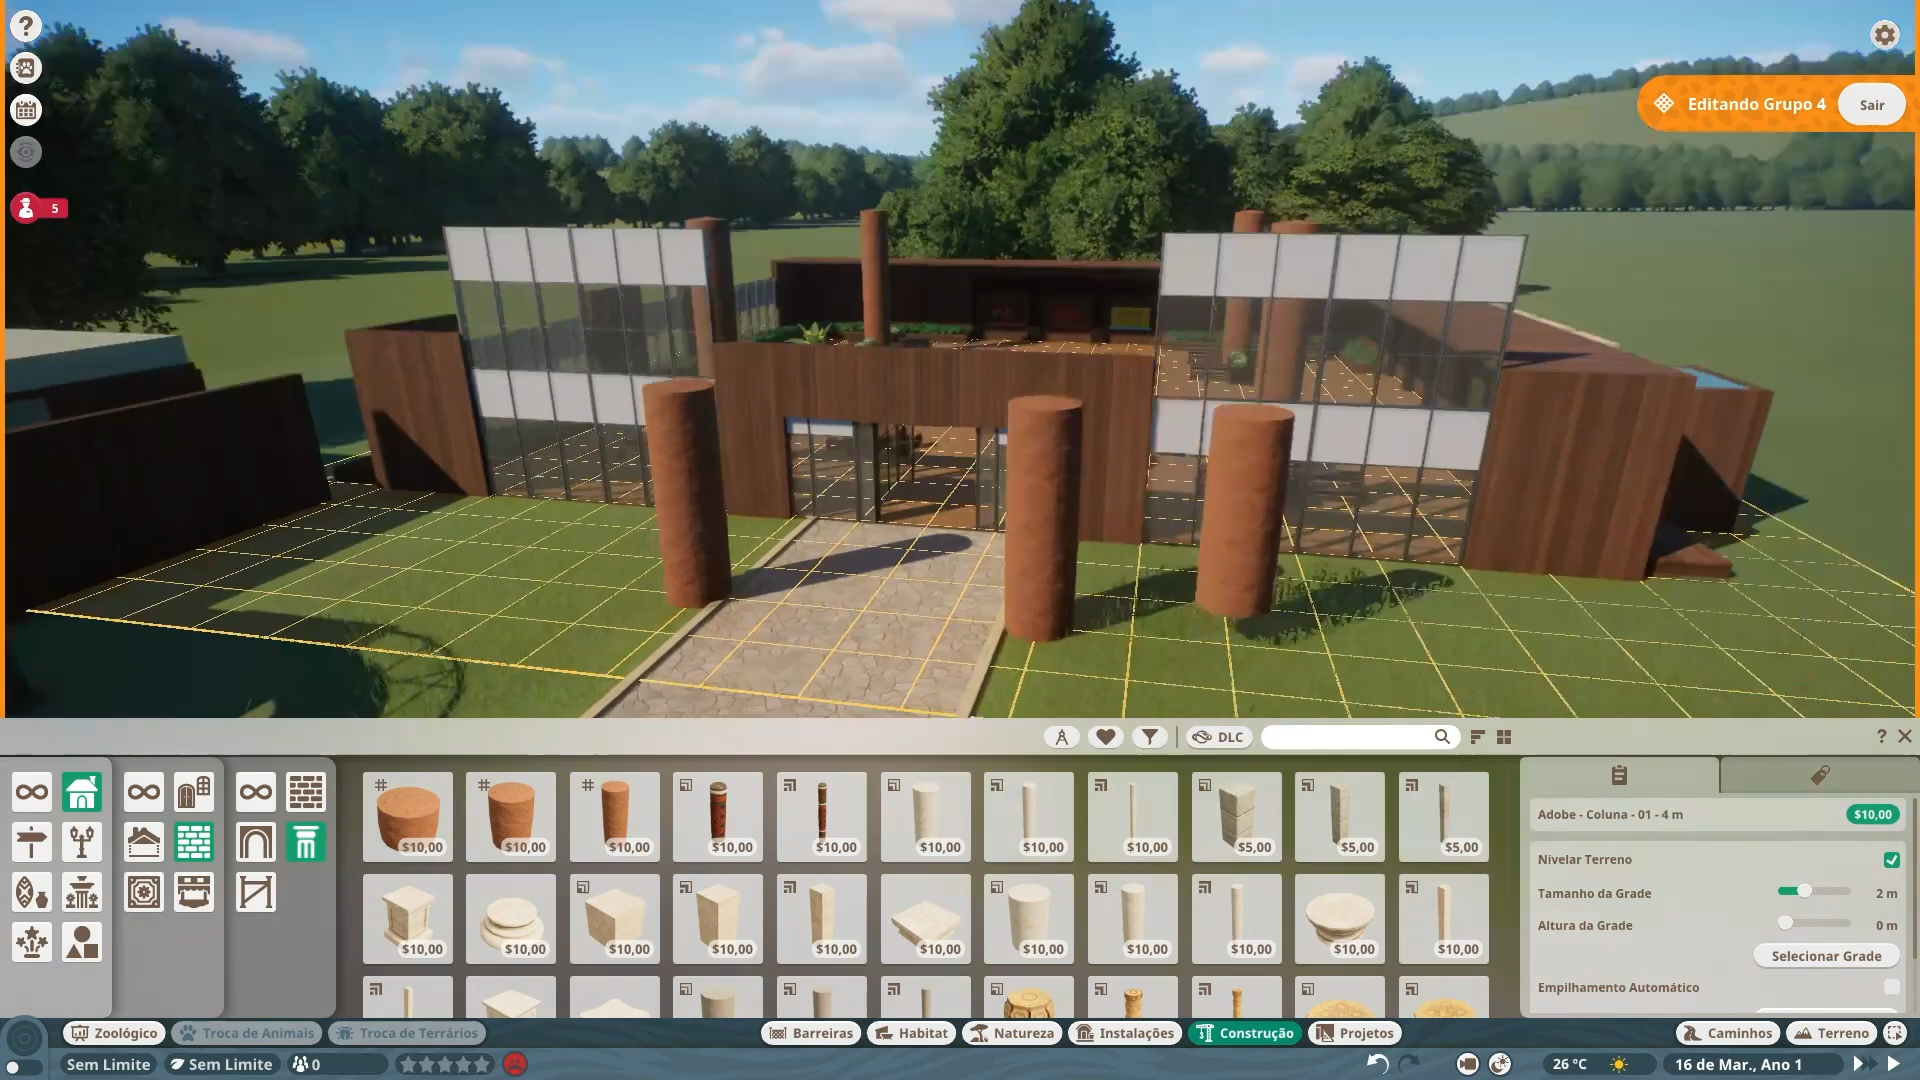 ?
Editando Grupo 4
Sair
5
DLC
?
#
#
#
$10,00
$10,00
$10,00
$10,00
$10,00
$10,00
$10,00
$10,00
$5,00
$5,00
$5,00
$10,00
$10,00
$10,00
$10,00
$10,00
$10,00
$10,00
$10,00
$10,00
$10,00
$10,00
Adobe - Coluna - 01 - 4 m
$10,00
Nivelar Terreno
Tamanho da Grade
2 m
Altura da Grade
0 m
Selecionar Grade
Empilhamento Automático
Zoológico
Troca de Animais
Troca de Terrários
Barreiras
Habitat
Natureza
Instalações
Construção
Projetos
Caminhos
Terreno
Sem Limite
Sem Limite
0
26 °C
16 de Mar., Ano 1